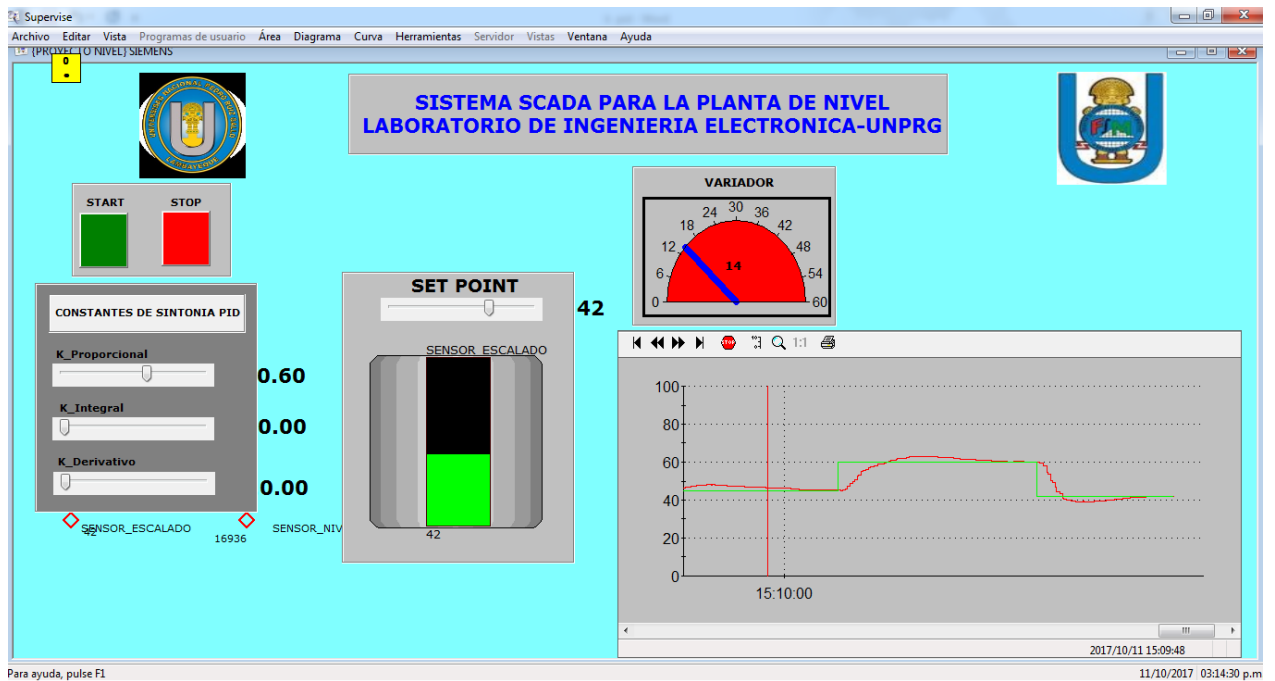 Supervise
Archivo Editar Vista Programas de usuario Área Diagrama Curva Herramientas Servidor Vistas Ventana Ayuda
(PROYECTO NIVEL) SIEMENS
0
SISTEMA SCADA PARA LA PLANTA DE NIVEL
LABORATORIO DE INGENIERIA ELECTRONICA-UNPRG
START STOP
VARIADOR
0 6 12 18 24 30 36 42 48 54 60
14
CONSTANTES DE SINTONIA PID
K_Proporcional
0.60
K_Integral
0.00
K_Derivativo
0.00
SENSOR_ESCALADO
42
SENSOR_NIV
16936
SET POINT
42
SENSOR_ESCALADO
42
STOP
1:1
100
80
60
40
20
0
15:10:00
2017/10/11 15:09:48
Para ayuda, pulse F1
11/10/2017 03:14:30 p.m